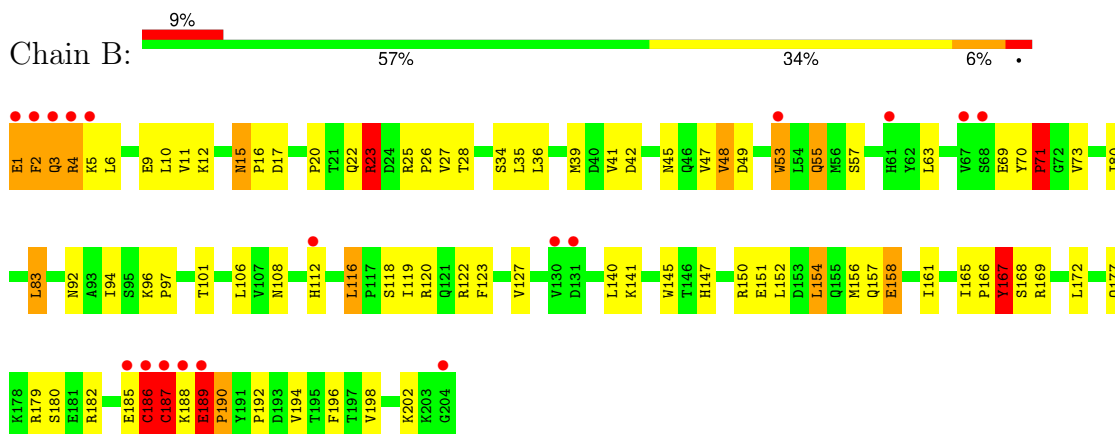 9%
Chain B:
57% 34% 6% •
E1 F2 Q3 R4 K5 L6 E9 L10 V11 K12 N15 P16 D17 P20 T21 Q22 R23 D24 R25 P26 V27 T28 S34 L35 L36 M39 D40 V41 D42 N45 Q46 V47 V48 D49 W53 L54 Q55 M56 S57 H61 Y62 L63 V67 S68 E69 Y70 P71 G72 V73
L83 N92 A93 I94 S95 K96 P97 T101 L106 V107 N108 H112 L116 P117 S118 I119 R120 Q121 R122 F123 V127 V130 D131 L140 K141 W145 T146 H147 R150 E151 L152 D153 L154 Q155 M156 Q157 E158 I161 I165 P166 Y167 S168 R169 L172
K178 R179 S180 E181 R182 E185 C186 C187 K188 E189 P190 Y191 P192 D193 V194 T195 F196 T197 V198 K202 K203 G204